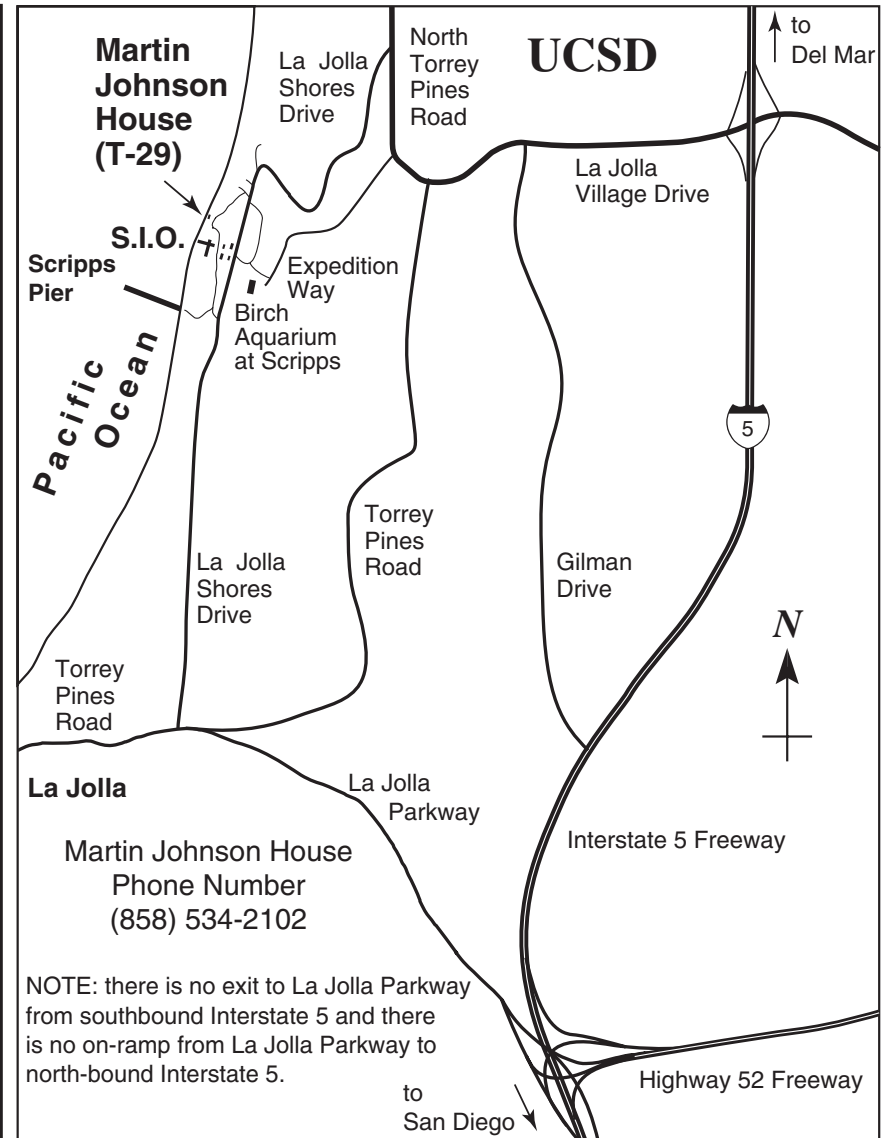 Martin
Johnson
House
(T-29)
La Jolla
Shores
Drive
North
Torrey
Pines
Road
UCSD
to
Del Mar
La Jolla
Village Drive
S.I.O.
Scripps
Pier
Expedition
Way
Birch
Aquarium
at Scripps
Pacific
Ocean
5
La Jolla
Shores
Drive
Torrey
Pines
Road
Gilman
Drive
N
Torrey
Pines
Road
La Jolla
La Jolla
Parkway
Interstate 5 Freeway
Martin Johnson House
Phone Number
(858) 534-2102
NOTE: there is no exit to La Jolla Parkway
from southbound Interstate 5 and there
is no on-ramp from La Jolla Parkway to
north-bound Interstate 5.
to
San Diego
Highway 52 Freeway